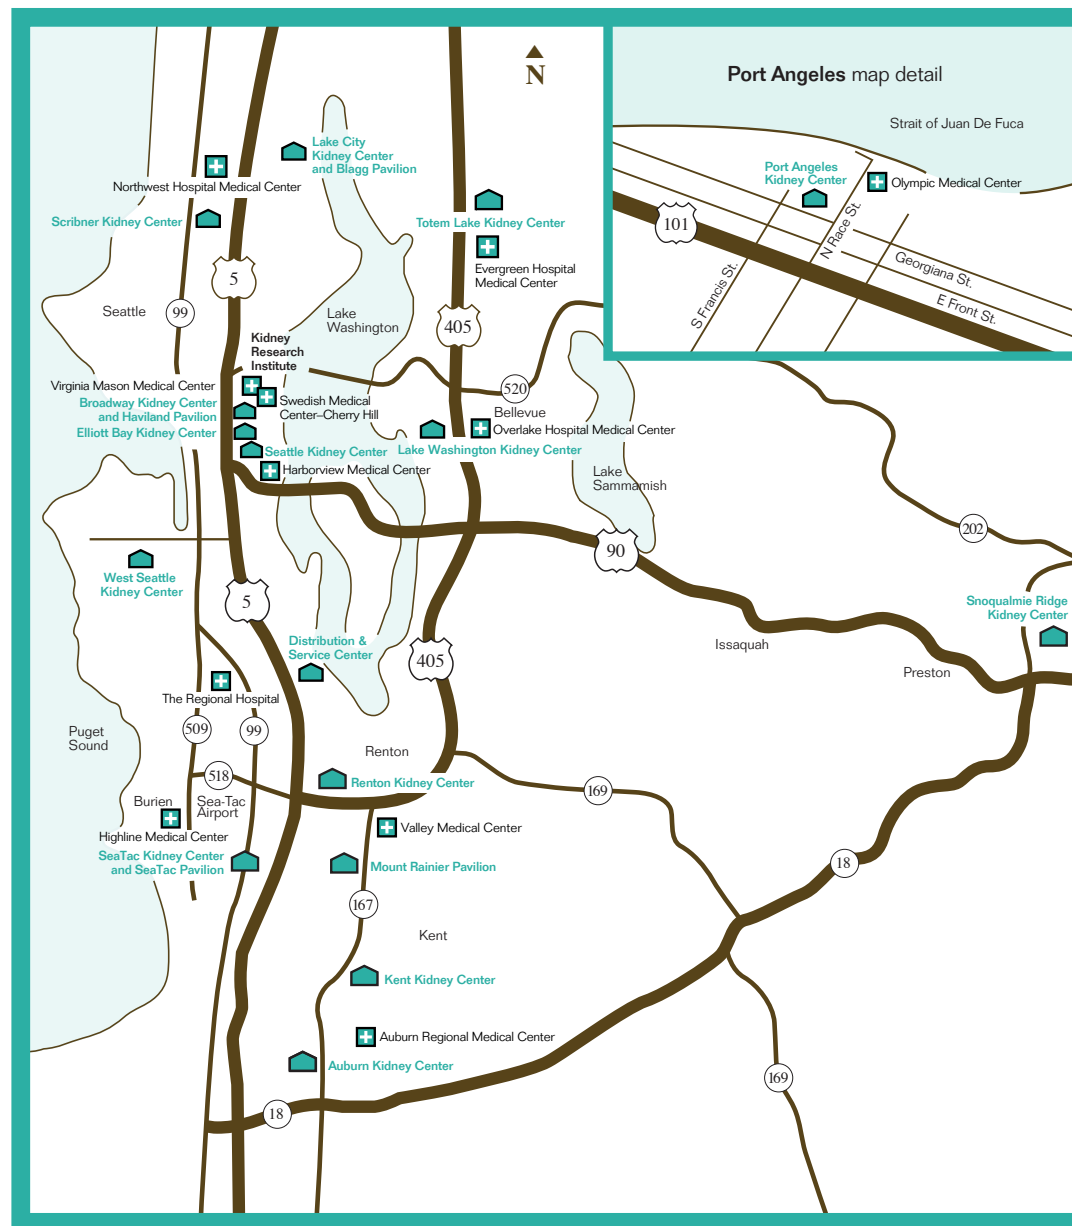 N
Port Angeles map detail
Strait of Juan De Fuca
Port Angeles
Kidney Center
Olympic Medical Center
101
N Race St.
S Francis St.
Georgiana St.
E Front St.
Lake City
Kidney Center
and Blagg Pavilion
Northwest Hospital Medical Center
Scribner Kidney Center
Totem Lake Kidney Center
Evergreen Hospital
Medical Center
5
Seattle
99
Lake
Washington
405
Kidney
Research
Institute
520
Virginia Mason Medical Center
Swedish Medical
Center–Cherry Hill
Broadway Kidney Center
and Haviland Pavilion
Elliott Bay Kidney Center
Bellevue
Overlake Hospital Medical Center
Seattle Kidney Center
Lake Washington Kidney Center
Harborview Medical Center
Lake
Sammamish
202
90
West Seattle
Kidney Center
5
Snoqualmie Ridge
Kidney Center
Issaquah
Distribution &
Service Center
405
Preston
The Regional Hospital
509
99
Puget
Sound
Renton
518
Renton Kidney Center
169
Burien
Sea-Tac
Airport
Highline Medical Center
Valley Medical Center
SeaTac Kidney Center
and SeaTac Pavilion
Mount Rainier Pavilion
18
167
Kent
Kent Kidney Center
Auburn Regional Medical Center
Auburn Kidney Center
169
18